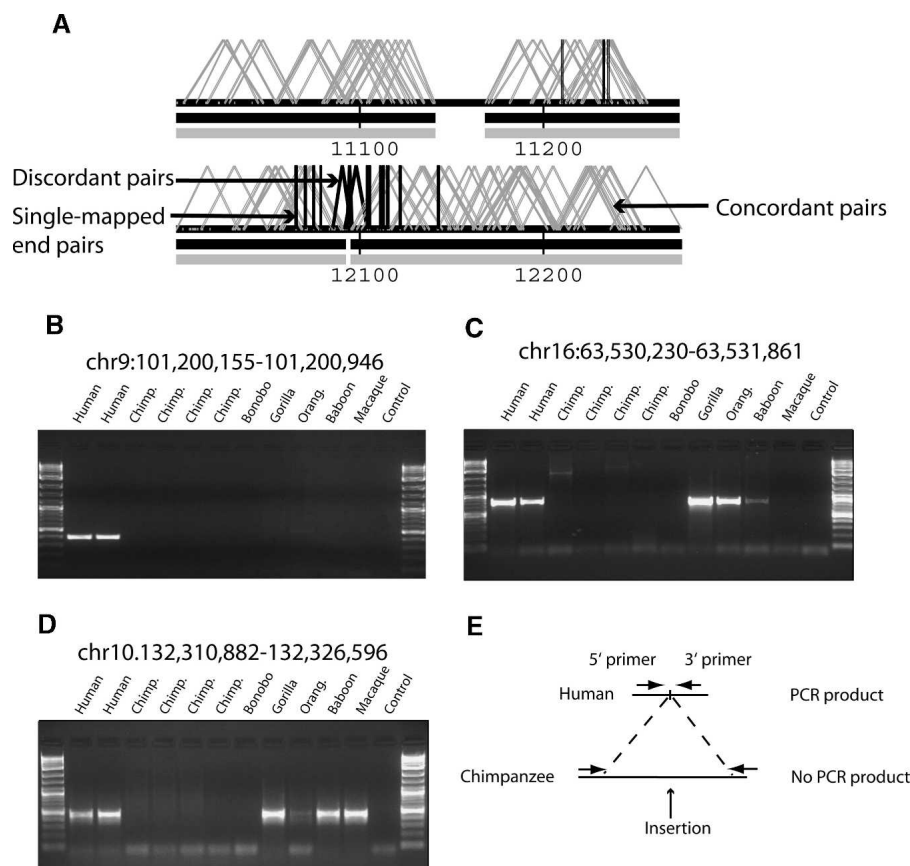 A
11100
11200
Discordant pairs
Single-mapped
end pairs
Concordant pairs
12100
12200
B
chr9:101,200,155-101,200,946
Human Human Chimp. Chimp. Chimp. Chimp. Bonobo Gorilla Orang. Baboon Macaque Control
C
chr16:63,530,230-63,531,861
Human Human Chimp. Chimp. Chimp. Chimp. Bonobo Gorilla Orang. Baboon Macaque Control
D
chr10.132,310,882-132,326,596
Human Human Chimp. Chimp. Chimp. Chimp. Bonobo Gorilla Orang. Baboon Macaque Control
E
5' primer 3' primer
Human PCR product
Chimpanzee No PCR product
Insertion